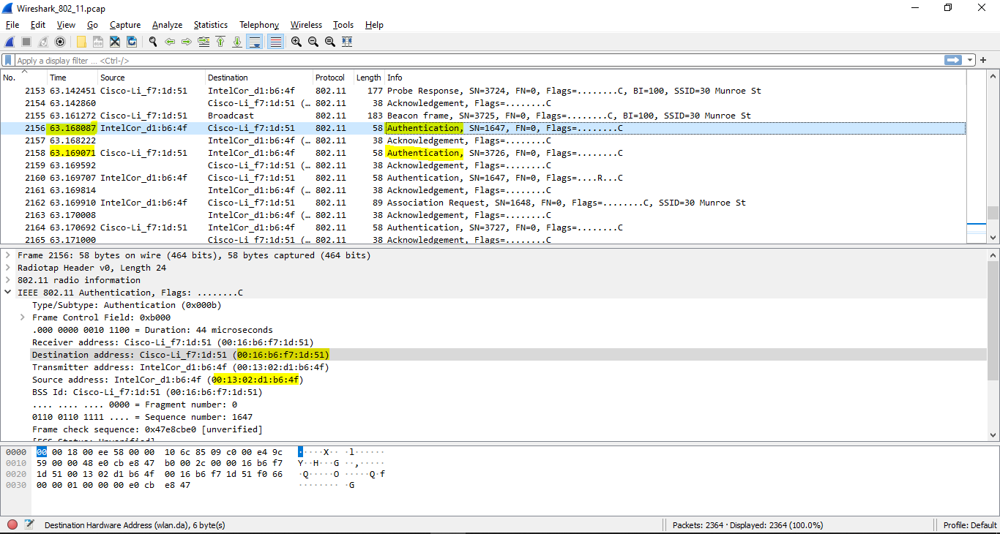 Wireshark_802_11.pcap
File Edit View Go Capture Analyze Statistics Telephony Wireless Tools Help
Apply a display filter ... <Ctrl-/>
No. Time Source Destination Protocol Length Info
2153 63.142451 Cisco-Li_f7:1d:51 IntelCor_d1:b6:4f 802.11 177 Probe Response, SN=3724, FN=0, Flags=........C, BI=100, SSID=30 Munroe St
2154 63.142860 Cisco-Li_f7:1d:51 (… 802.11 38 Acknowledgement, Flags=........C
2155 63.161272 Cisco-Li_f7:1d:51 Broadcast 802.11 183 Beacon frame, SN=3725, FN=0, Flags=........C, BI=100, SSID=30 Munroe St
2156 63.168087 IntelCor_d1:b6:4f Cisco-Li_f7:1d:51 802.11 58 Authentication, SN=1647, FN=0, Flags=........C
2157 63.168222 IntelCor_d1:b6:4f (… 802.11 38 Acknowledgement, Flags=........C
2158 63.169071 Cisco-Li_f7:1d:51 IntelCor_d1:b6:4f 802.11 58 Authentication, SN=3726, FN=0, Flags=........C
2159 63.169592 Cisco-Li_f7:1d:51 (… 802.11 38 Acknowledgement, Flags=........C
2160 63.169707 IntelCor_d1:b6:4f Cisco-Li_f7:1d:51 802.11 58 Authentication, SN=1647, FN=0, Flags=....R...C
2161 63.169814 IntelCor_d1:b6:4f (… 802.11 38 Acknowledgement, Flags=........C
2162 63.169910 IntelCor_d1:b6:4f Cisco-Li_f7:1d:51 802.11 89 Association Request, SN=1648, FN=0, Flags=........C, SSID=30 Munroe St
2163 63.170008 IntelCor_d1:b6:4f (… 802.11 38 Acknowledgement, Flags=........C
2164 63.170692 Cisco-Li_f7:1d:51 IntelCor_d1:b6:4f 802.11 58 Authentication, SN=3727, FN=0, Flags=........C
2165 63.171000 Cisco-Li_f7:1d:51 (… 802.11 38 Acknowledgement, Flags=........C
Frame 2156: 58 bytes on wire (464 bits), 58 bytes captured (464 bits)
Radiotap Header v0, Length 24
802.11 radio information
IEEE 802.11 Authentication, Flags: ........C
Type/Subtype: Authentication (0x000b)
Frame Control Field: 0xb000
.000 0000 0010 1100 = Duration: 44 microseconds
Receiver address: Cisco-Li_f7:1d:51 (00:16:b6:f7:1d:51)
Destination address: Cisco-Li_f7:1d:51 (00:16:b6:f7:1d:51)
Transmitter address: IntelCor_d1:b6:4f (00:13:02:d1:b6:4f)
Source address: IntelCor_d1:b6:4f (00:13:02:d1:b6:4f)
BSS Id: Cisco-Li_f7:1d:51 (00:16:b6:f7:1d:51)
.... .... .... 0000 = Fragment number: 0
0110 0110 1111 .... = Sequence number: 1647
Frame check sequence: 0x47e8cbe0 [unverified]
[FCS Status: Unverified]
0000 00 00 18 00 ee 58 00 00 10 6c 85 09 c0 00 e4 9c ·····X·· ·l······
0010 59 00 00 48 e0 cb e8 47 b0 00 2c 00 00 16 b6 f7 Y··H···G ··,·····
0020 1d 51 00 13 02 d1 b6 4f 00 16 b6 f7 1d 51 f0 66 ·Q·····O ·····Q·f
0030 00 00 01 00 00 00 e0 cb e8 47 ········ ·G
Destination Hardware Address (wlan.da), 6 byte(s)
Packets: 2364 · Displayed: 2364 (100.0%)
Profile: Default